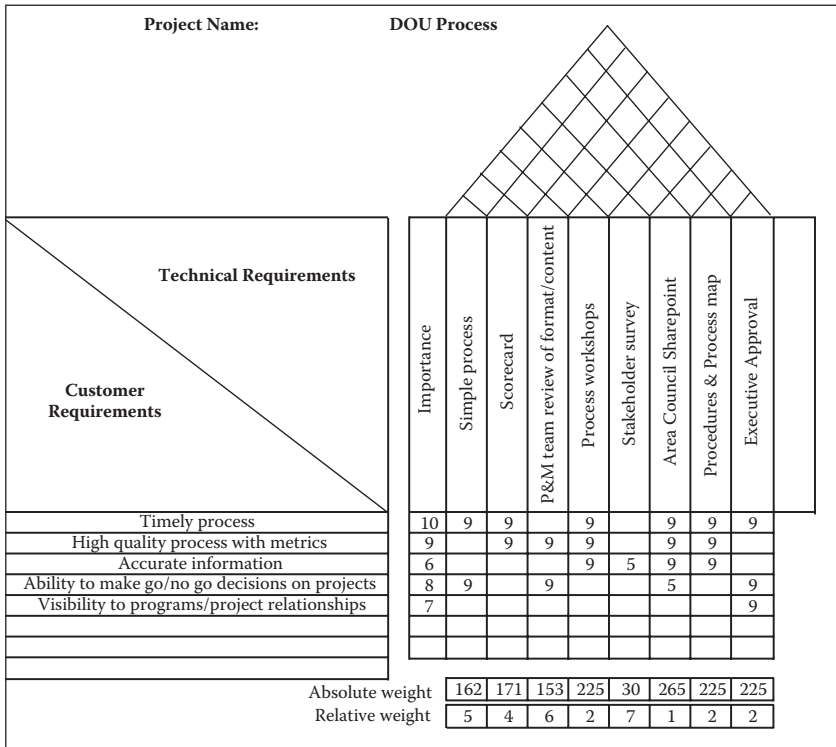 Project Name: DOU Process
Technical Requirements
Customer
Requirements
Importance
Simple process
Scorecard
P&M team review of format/content
Process workshops
Stakeholder survey
Area Council Sharepoint
Procedures & Process map
Executive Approval
Timely process 10 9 9 9 9 9 9
High quality process with metrics 9 9 9 9 9 9
Accurate information 6 9 5 9 9
Ability to make go/no go decisions on projects 8 9 9 5 9
Visibility to programs/project relationships 7 9
Absolute weight 162 171 153 225 30 265 225 225
Relative weight 5 4 6 2 7 1 2 2